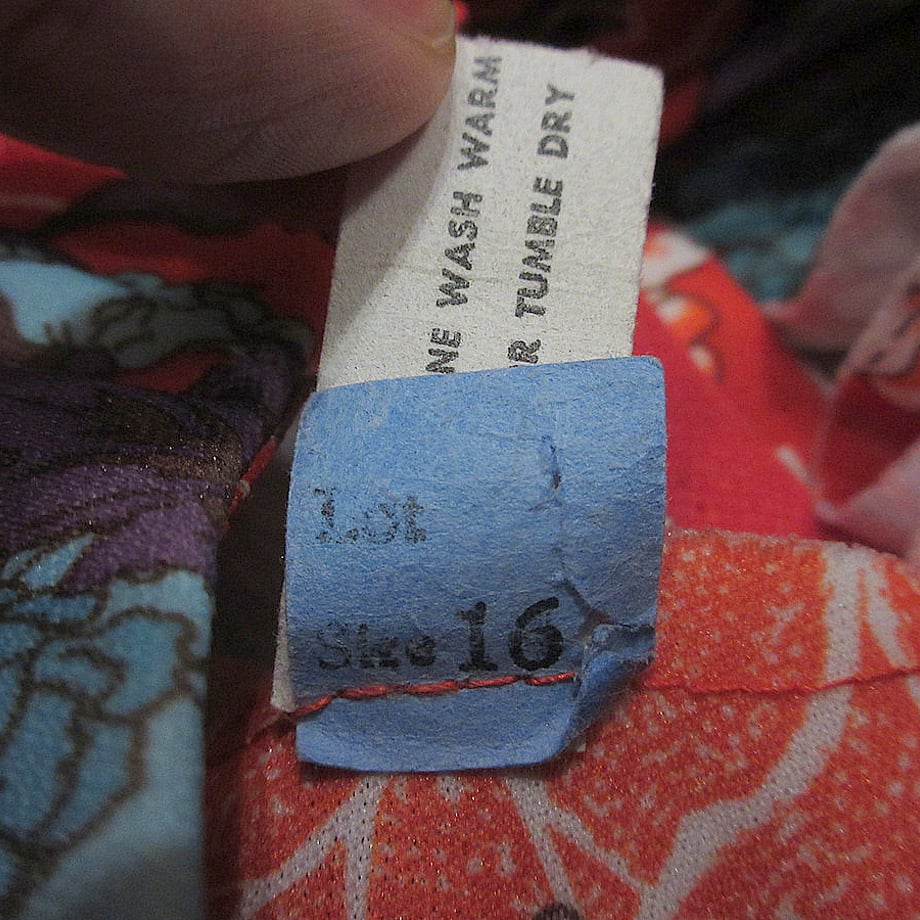 NE WASH WARM
R TUMBLE DRY
Lot
Size 16